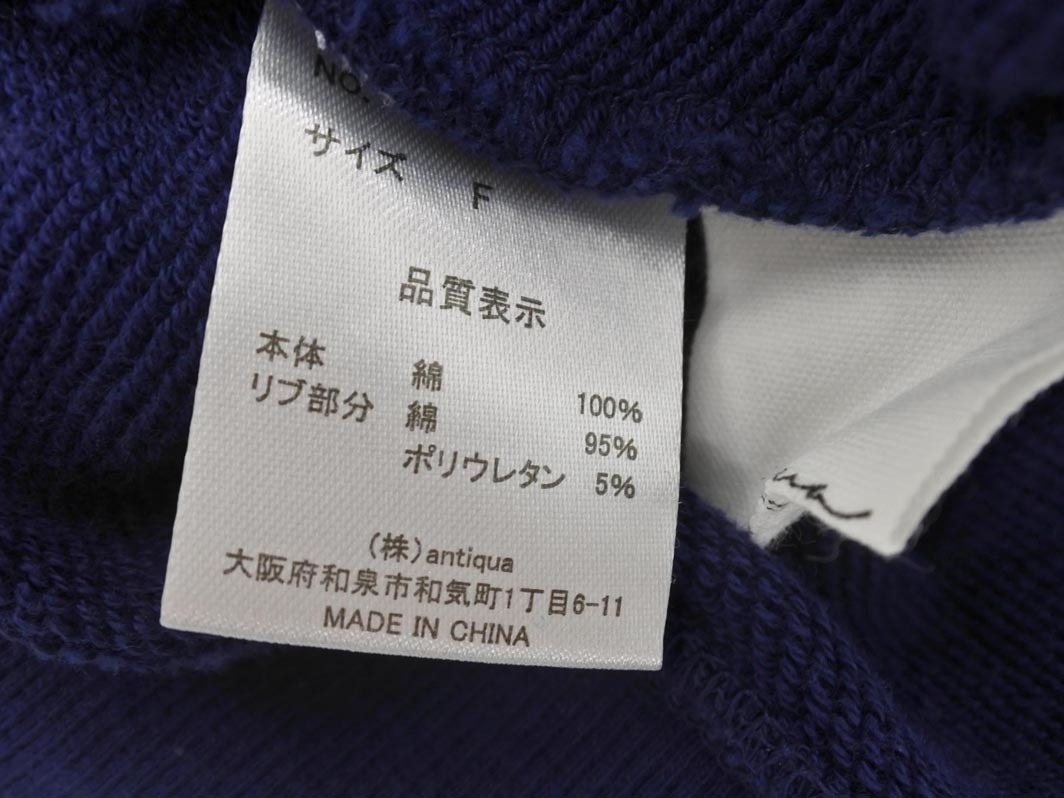 NO.
サイズ F
品質表示
本体 綿 100%
リブ部分 綿 95%
ポリウレタン 5%
(株)antiqua
大阪府和泉市和気町1丁目6-11
MADE IN CHINA